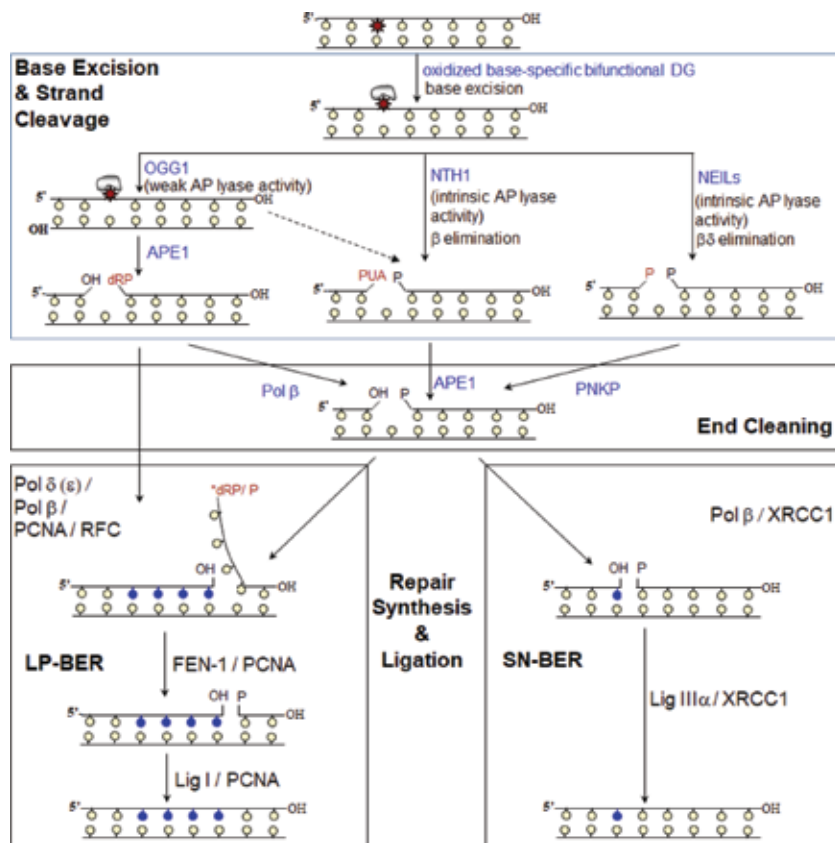 5' OH
Base Excision
& Strand
Cleavage
oxidized base-specific bifunctional DG
base excision
OH
OGG1
(weak AP lyase activity)
5' OH
OH
NTH1
(intrinsic AP lyase
activity)
β elimination
NEILs
(intrinsic AP lyase
activity)
βδ elimination
APE1
OH dRP
5' OH
PUA P
5' OH
P P
5' OH
Pol β
APE1
PNKP
OH P
5' OH
End Cleaning
Pol δ (ε) /
Pol β /
PCNA / RFC
*dRP/ P
OH
5' OH
LP-BER
FEN-1 / PCNA
OH P
5' OH
Lig I / PCNA
5' OH
Repair
Synthesis
&
Ligation
Pol β / XRCC1
OH P
5' OH
SN-BER
Lig IIIα / XRCC1
5' OH